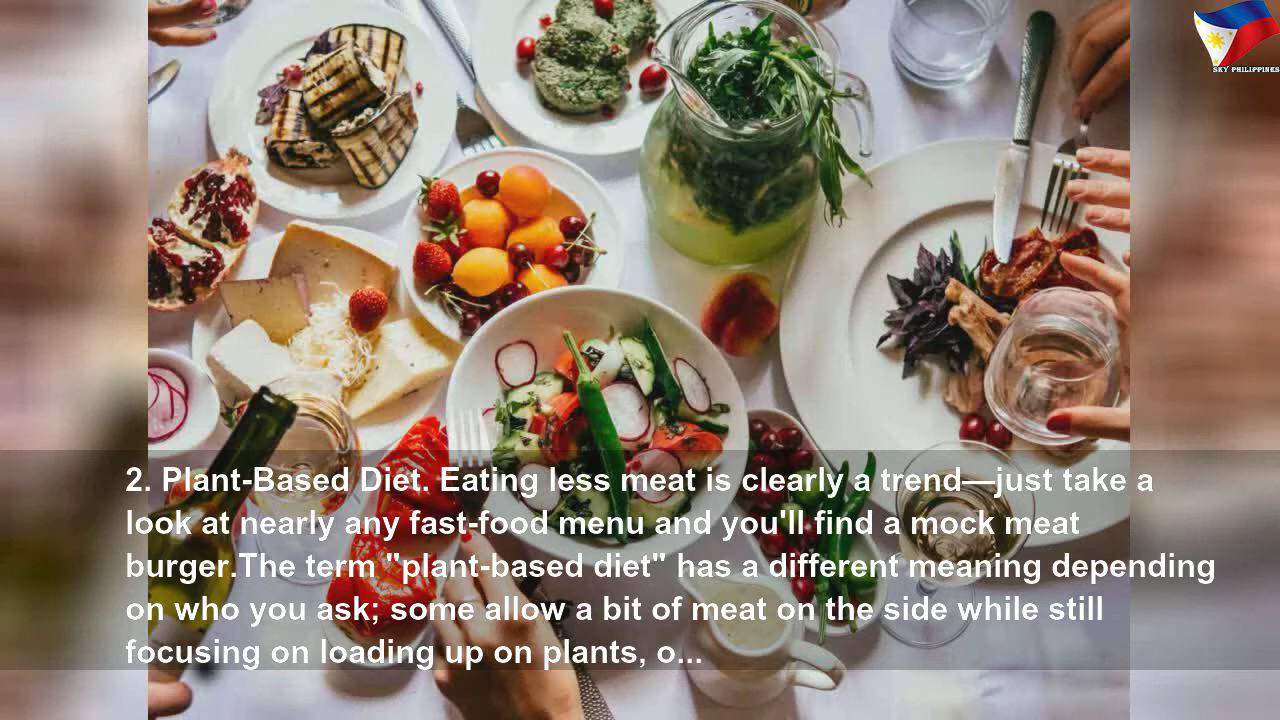 SKY PHILIPPINES
2. Plant-Based Diet. Eating less meat is clearly a trend—just take a
look at nearly any fast-food menu and you'll find a mock meat
burger.The term "plant-based diet" has a different meaning depending
on who you ask; some allow a bit of meat on the side while still
focusing on loading up on plants, o...